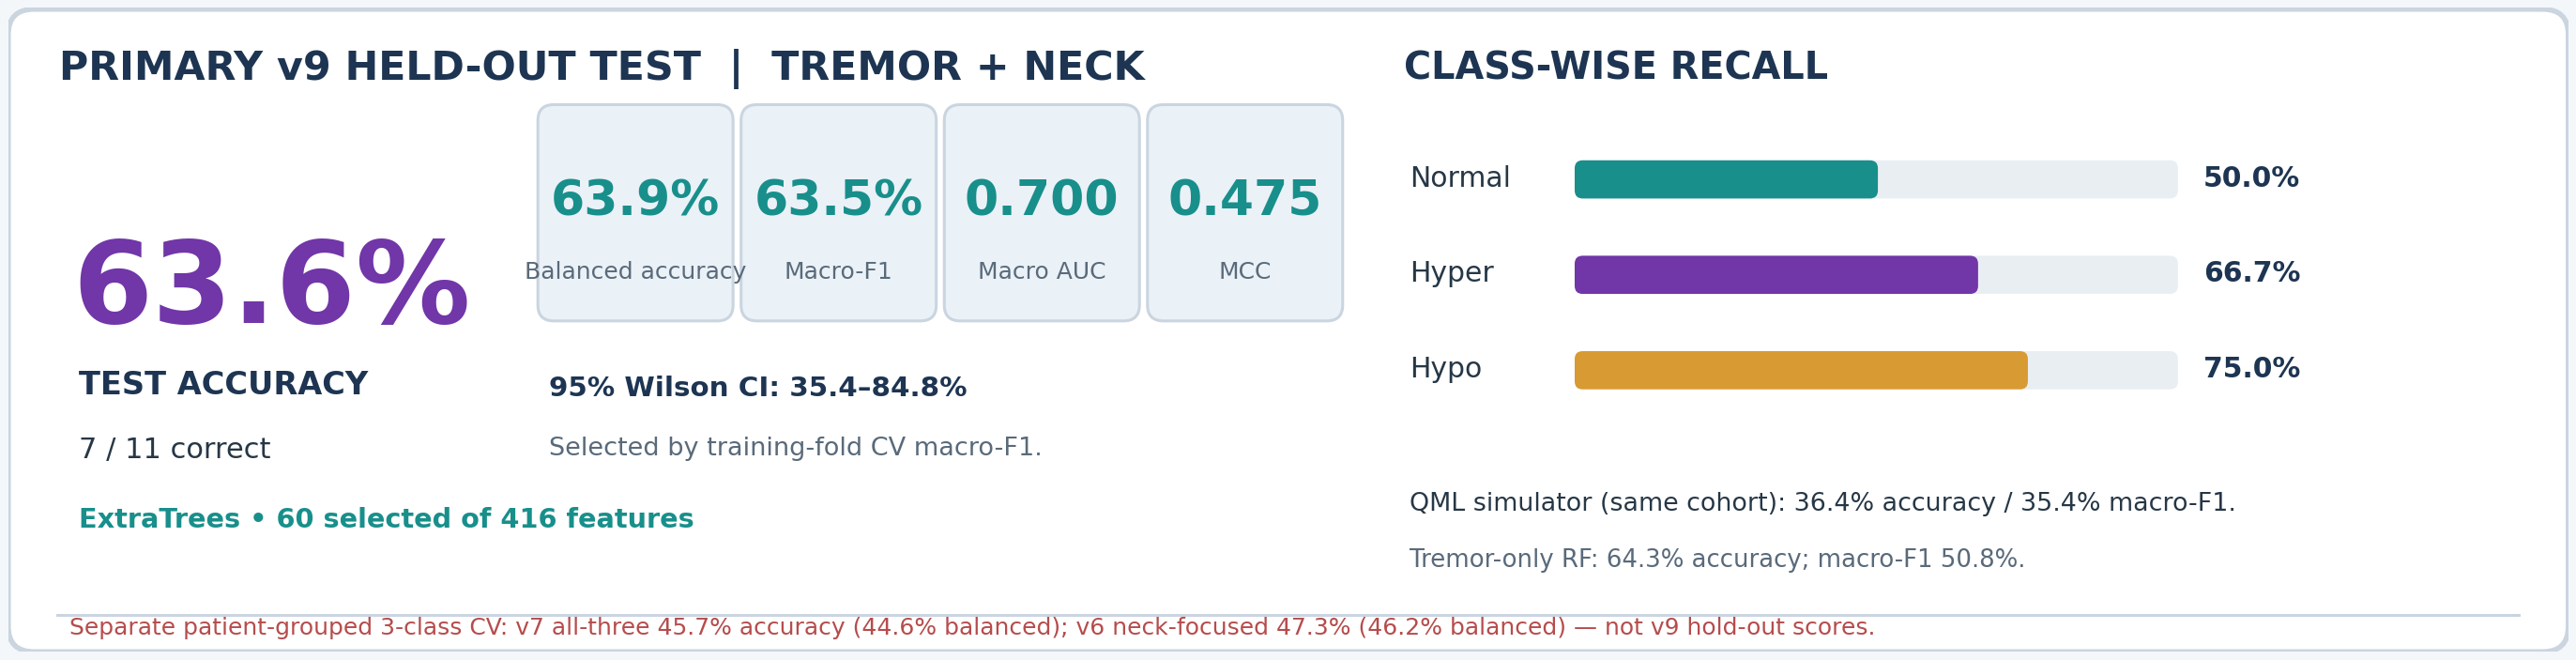 PRIMARY v9 HELD-OUT TEST | TREMOR + NECK
63.6%
TEST ACCURACY
7 / 11 correct
ExtraTrees • 60 selected of 416 features
63.9%
Balanced accuracy
63.5%
Macro-F1
0.700
Macro AUC
0.475
MCC
95% Wilson CI: 35.4–84.8%
Selected by training-fold CV macro-F1.
CLASS-WISE RECALL
Normal 50.0%
Hyper 66.7%
Hypo 75.0%
QML simulator (same cohort): 36.4% accuracy / 35.4% macro-F1.
Tremor-only RF: 64.3% accuracy; macro-F1 50.8%.
Separate patient-grouped 3-class CV: v7 all-three 45.7% accuracy (44.6% balanced); v6 neck-focused 47.3% (46.2% balanced) — not v9 hold-out scores.